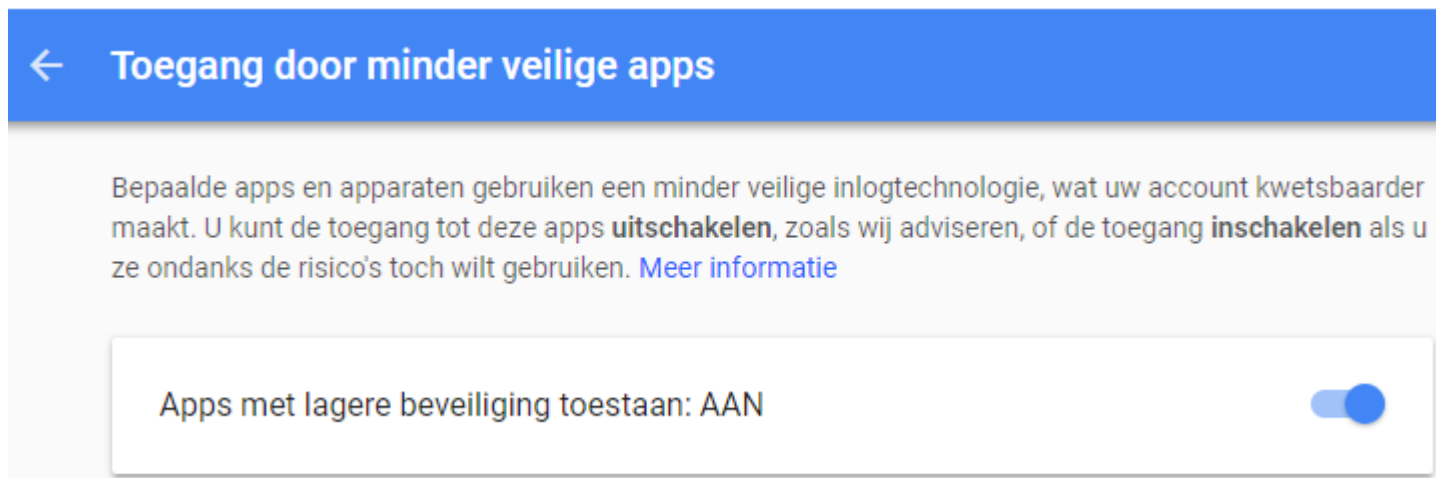 Toegang door minder veilige apps
Bepaalde apps en apparaten gebruiken een minder veilige inlogtechnologie, wat uw account kwetsbaarder
maakt. U kunt de toegang tot deze apps uitschakelen, zoals wij adviseren, of de toegang inschakelen als u
ze ondanks de risico's toch wilt gebruiken. Meer informatie
Apps met lagere beveiliging toestaan: AAN